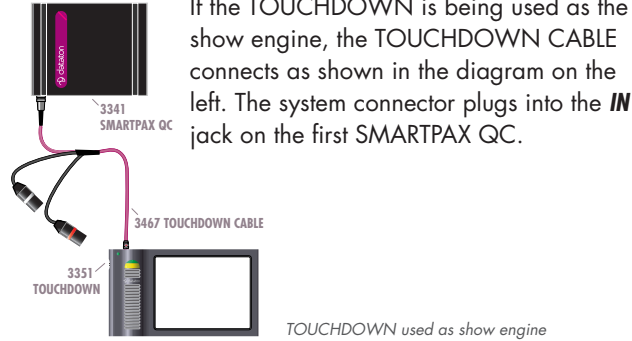 If the TOUCHDOWN is being used as the
show engine, the TOUCHDOWN CABLE
connects as shown in the diagram on the
left. The system connector plugs into the IN
jack on the first SMARTPAX QC.
dataton
3341
SMARTPAX QC
3467 TOUCHDOWN CABLE
3351
TOUCHDOWN
TOUCHDOWN used as show engine